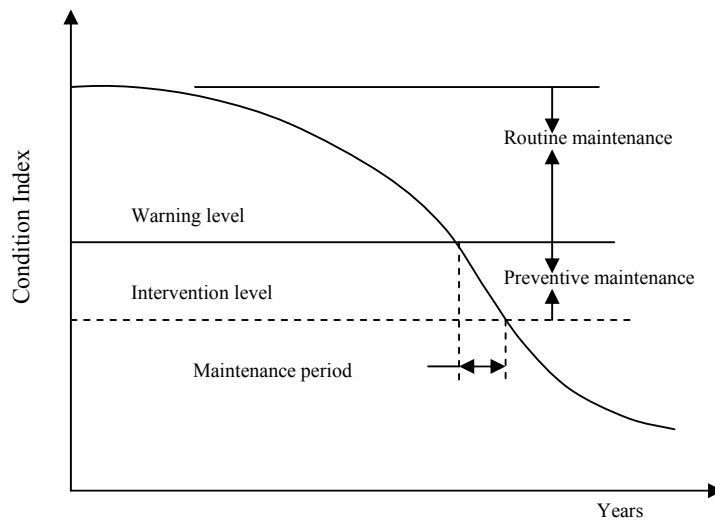 Condition Index
Routine maintenance
Warning level
Preventive maintenance
Intervention level
Maintenance period
Years